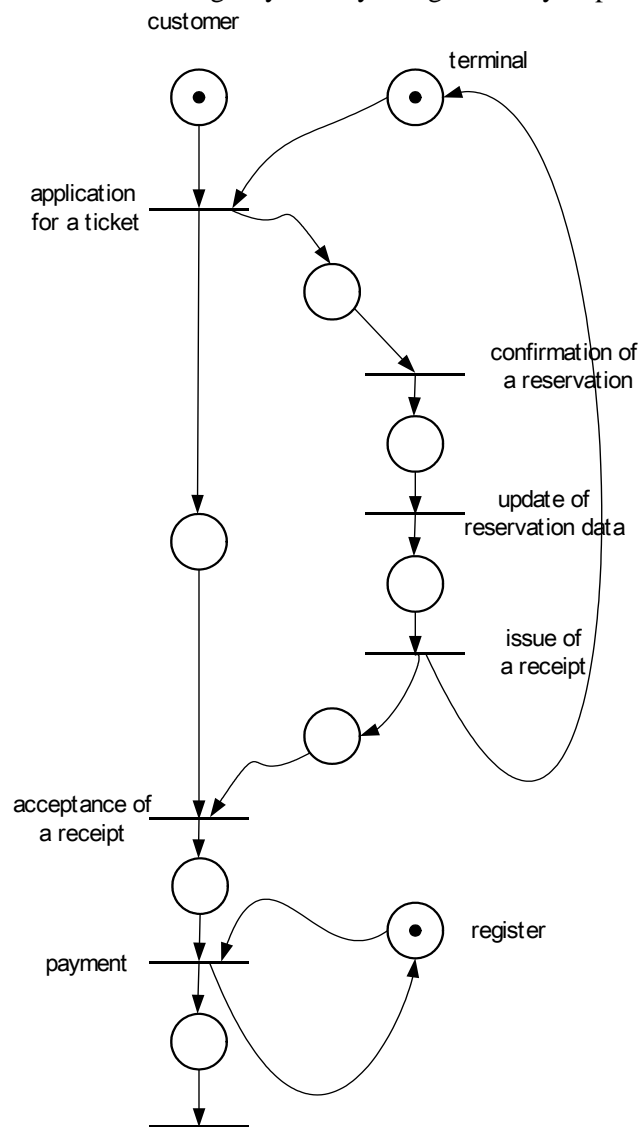 customer
terminal
application
for a ticket
confirmation of
a reservation
update of
reservation data
issue of
a receipt
acceptance of
a receipt
register
payment